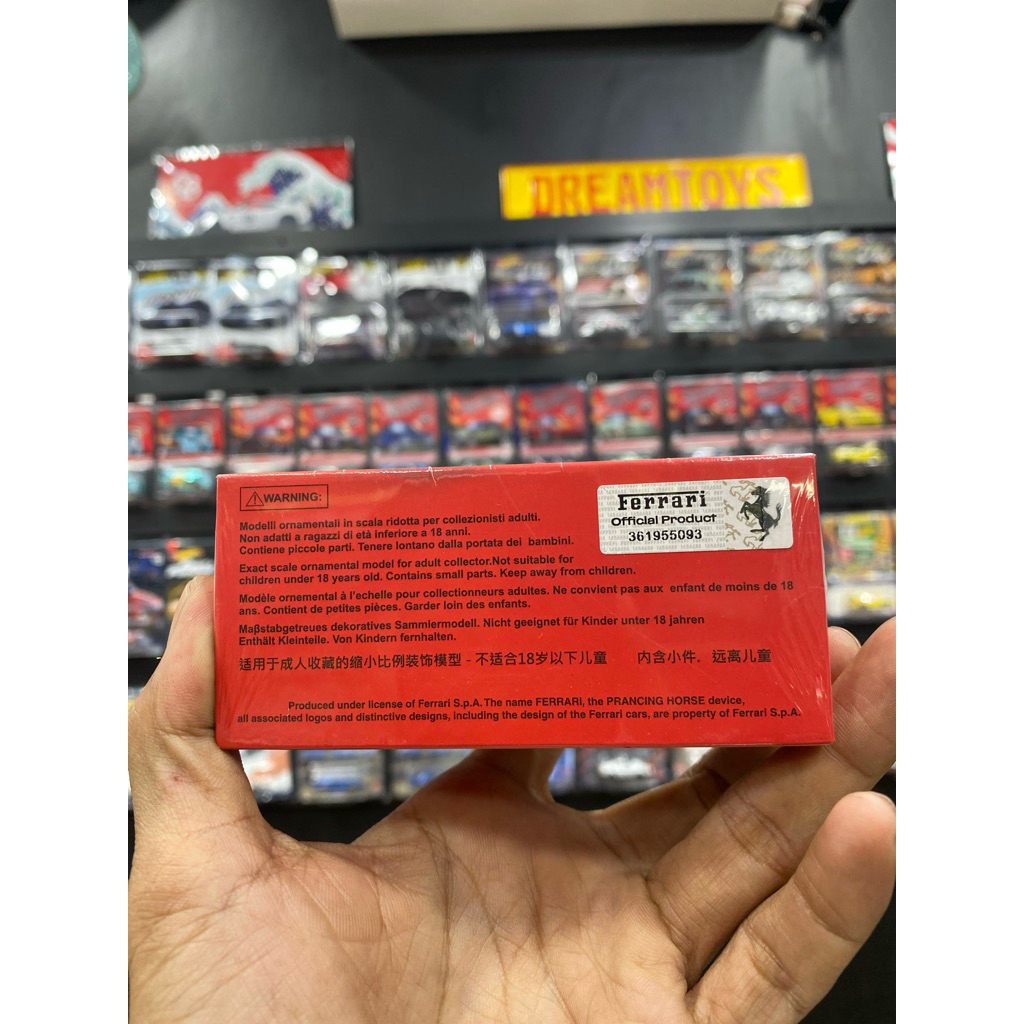 DREAMTOYS
WARNING:
Ferrari
Official Product
361955093
Modelli ornamentali in scala ridotta per collezionisti adulti.
Non adatti a ragazzi di età inferiore a 18 anni.
Contiene piccole parti. Tenere lontano dalla portata dei bambini.
Exact scale ornamental model for adult collector.Not suitable for
children under 18 years old. Contains small parts. Keep away from children.
Modèle ornemental à l'echelle pour collectionneurs adultes. Ne convient pas aux enfant de moins de 18
ans. Contient de petites pièces. Garder loin des enfants.
Maβstabgetreues dekoratives Sammlermodell. Nicht geeignet für Kinder unter 18 jahren
Enthält Kleinteile. Von Kindern fernhalten.
适用于成人收藏的缩小比例装饰模型 - 不适合18岁以下儿童 内含小件. 远离儿童
Produced under license of Ferrari S.p.A. The name FERRARI, the PRANCING HORSE device,
all associated logos and distinctive designs, including the design of the Ferrari cars, are property of Ferrari S.p.A.